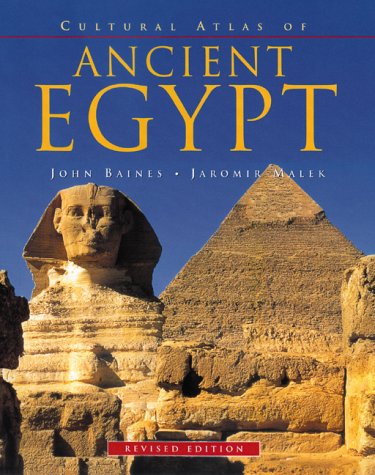 CULTURAL ATLAS OF
ANCIENT
EGYPT
JOHN BAINES • JAROMIR MALEK
REVISED EDITION